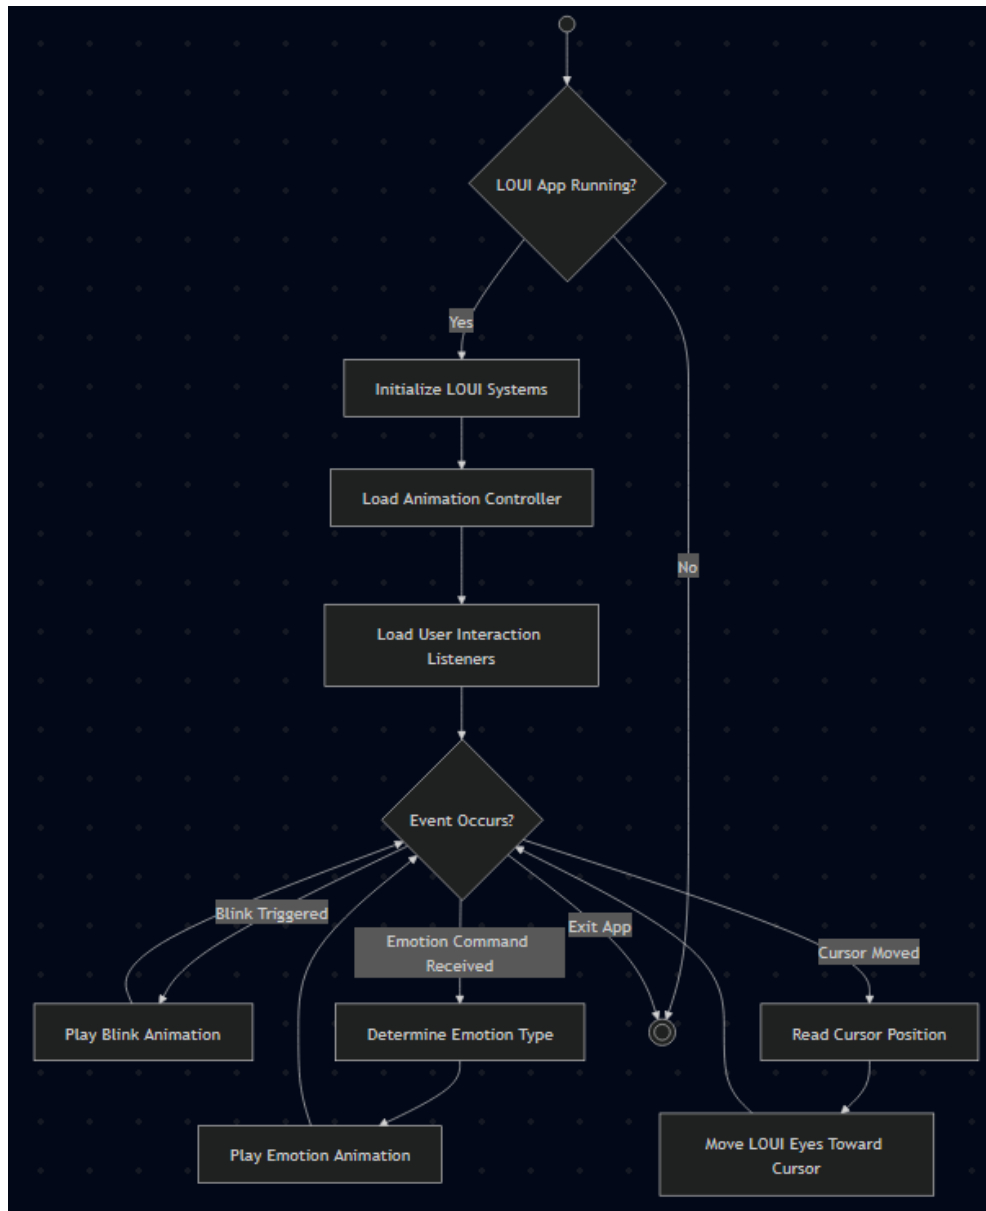 LOUI App Running?
Yes
Initialize LOUI Systems
Load Animation Controller
No
Load User Interaction
Listeners
Event Occurs?
Blink Triggered
Emotion Command
Received
Exit App
Cursor Moved
Play Blink Animation
Determine Emotion Type
Read Cursor Position
Play Emotion Animation
Move LOUI Eyes Toward
Cursor